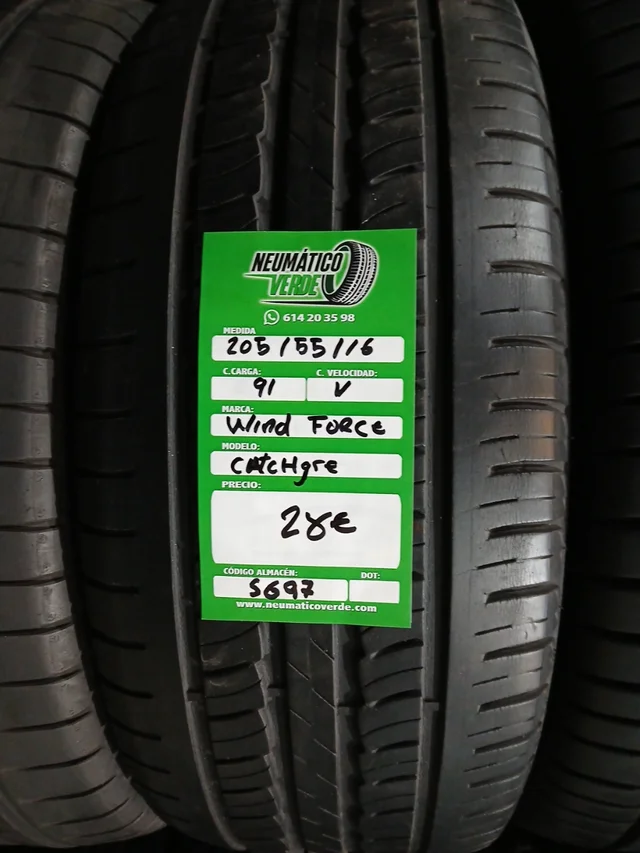 NEUMÁTICO
VERDE
614 20 35 98
MEDIDA
205/55/16
C.CARGA: C. VELOCIDAD:
91 V
MARCA:
Wind FORCE
MODELO:
CAtcHgre
PRECIO:
28€
CÓDIGO ALMACÉN: DOT:
S697
www.neumaticoverde.com